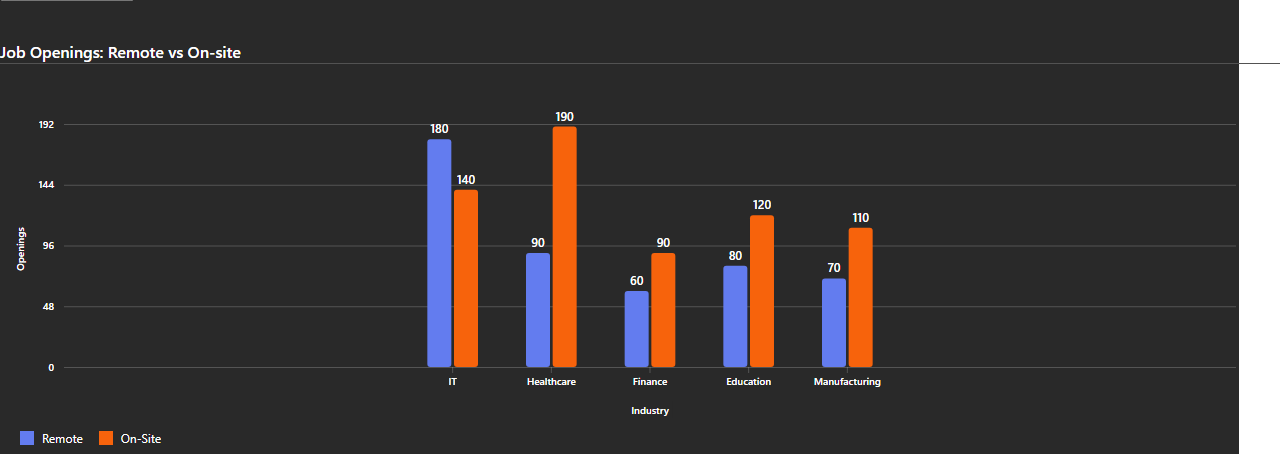 Job Openings: Remote vs On-site
192
144
96
48
0
Openings
180
140
90
190
60
90
80
120
70
110
IT
Healthcare
Finance
Education
Manufacturing
Industry
Remote
On-Site